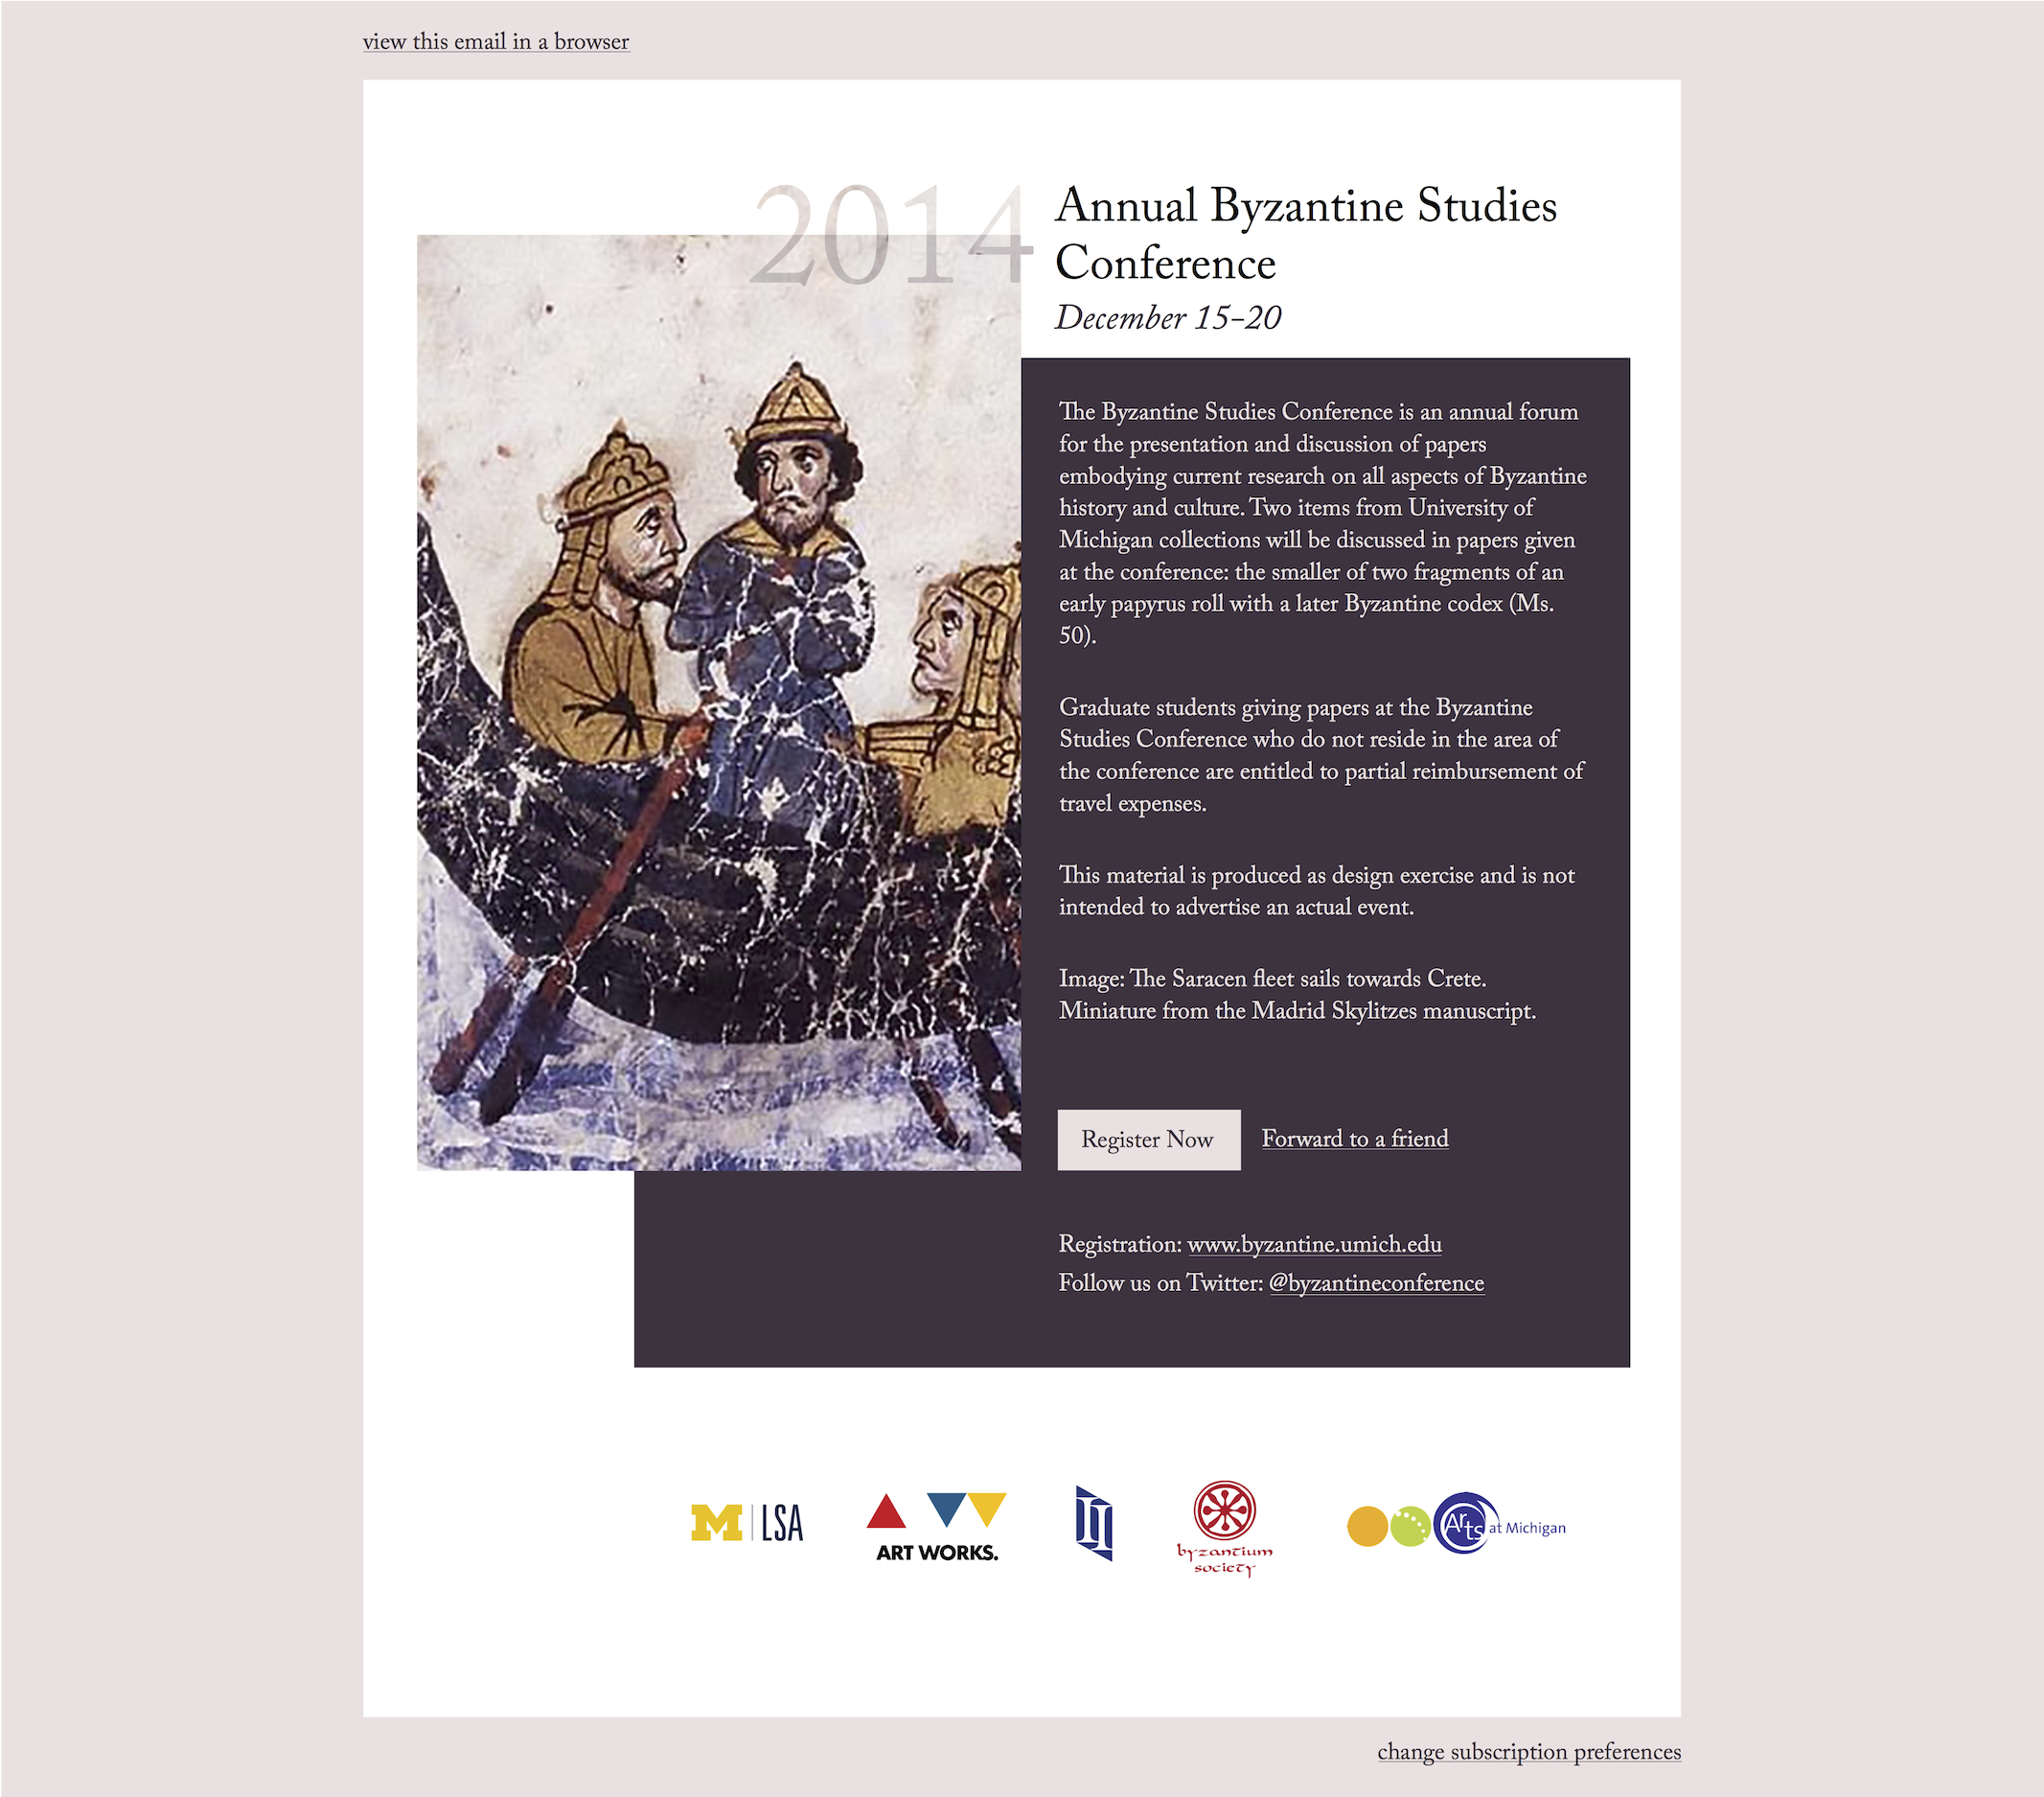 view this email in a browser
2014
Annual Byzantine Studies
Conference
December 15-20
The Byzantine Studies Conference is an annual forum
for the presentation and discussion of papers
embodying current research on all aspects of Byzantine
history and culture. Two items from University of
Michigan collections will be discussed in papers given
at the conference: the smaller of two fragments of an
early papyrus roll with a later Byzantine codex (Ms.
50).
Graduate students giving papers at the Byzantine
Studies Conference who do not reside in the area of
the conference are entitled to partial reimbursement of
travel expenses.
This material is produced as design exercise and is not
intended to advertise an actual event.
Image: The Saracen fleet sails towards Crete.
Miniature from the Madrid Skylitzes manuscript.
Register Now Forward to a friend
Registration: www.byzantine.umich.edu
Follow us on Twitter: @byzantineconference
M LSA
ART WORKS.
II
byzantium
society
Arts at Michigan
change subscription preferences